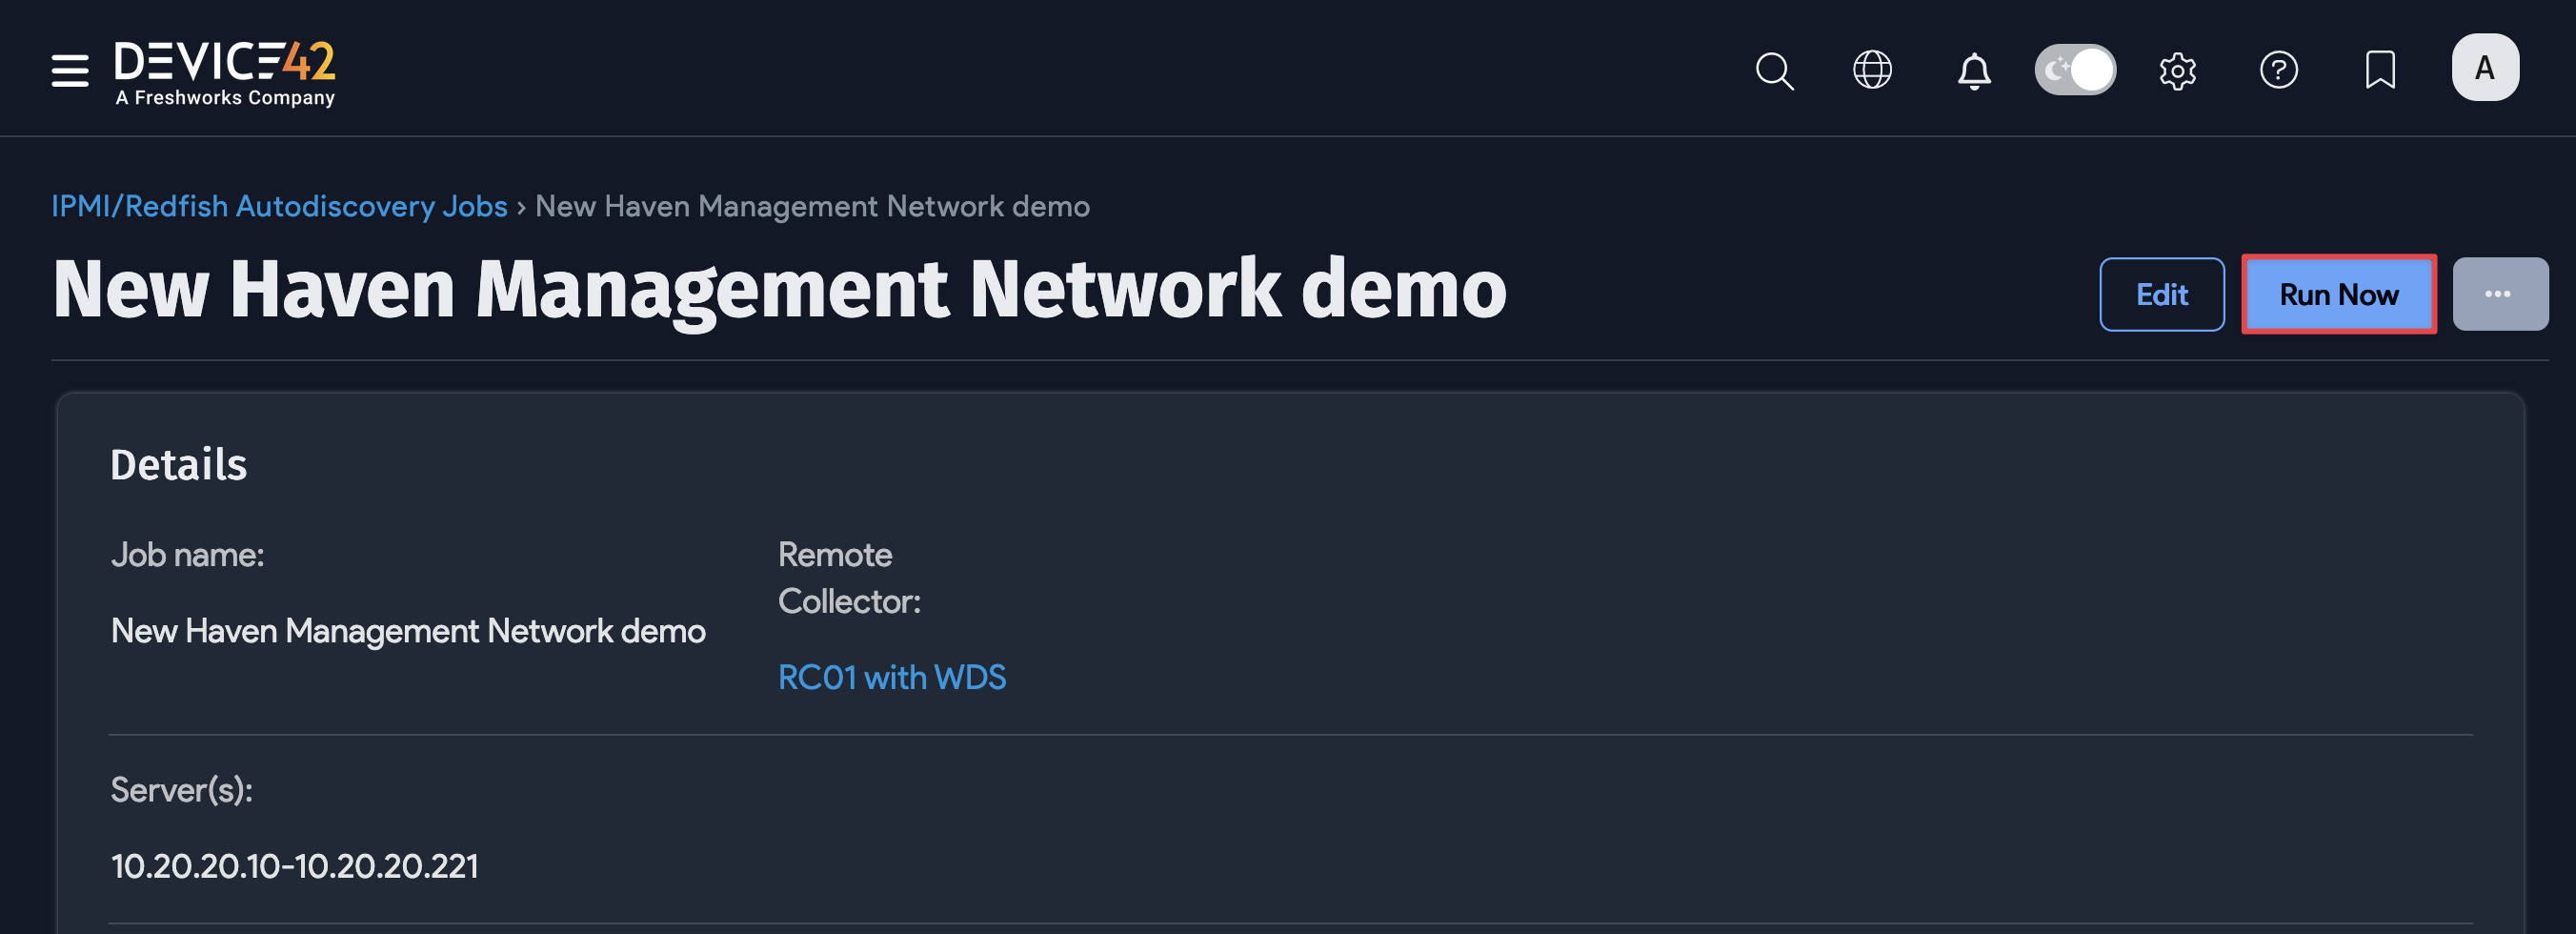 DEVICE42
A Freshworks Company
A
IPMI/Redfish Autodiscovery Jobs › New Haven Management Network demo
New Haven Management Network demo
Edit
Run Now
Details
Job name:
New Haven Management Network demo
Remote
Collector:
RC01 with WDS
Server(s):
10.20.20.10-10.20.20.221